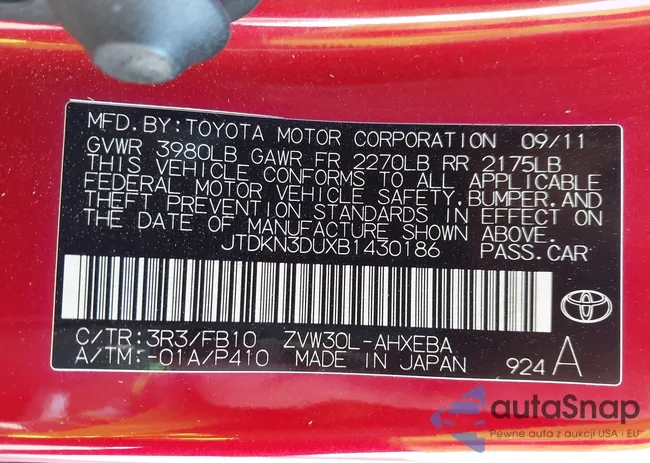 MFD.BY:TOYOTA MOTOR CORPORATION 09/11
GVWR 3980LB GAWR FR 2270LB RR 2175LB
THIS VEHICLE CONFORMS TO ALL APPLICABLE
FEDERAL MOTOR VEHICLE SAFETY.BUMPER.AND
THEFT PREVENTION STANDARDS IN EFFECT ON
THE DATE OF MANUFACTURE SHOWN ABOVE.
JTDKN3DUXB1430186 PASS.CAR
C/TR:3R3/FB10 ZVW30L-AHXEBA
A/TM:-01A/P410 MADE IN JAPAN 924 A
autaSnap
Pewne auta z aukcji USA i EU